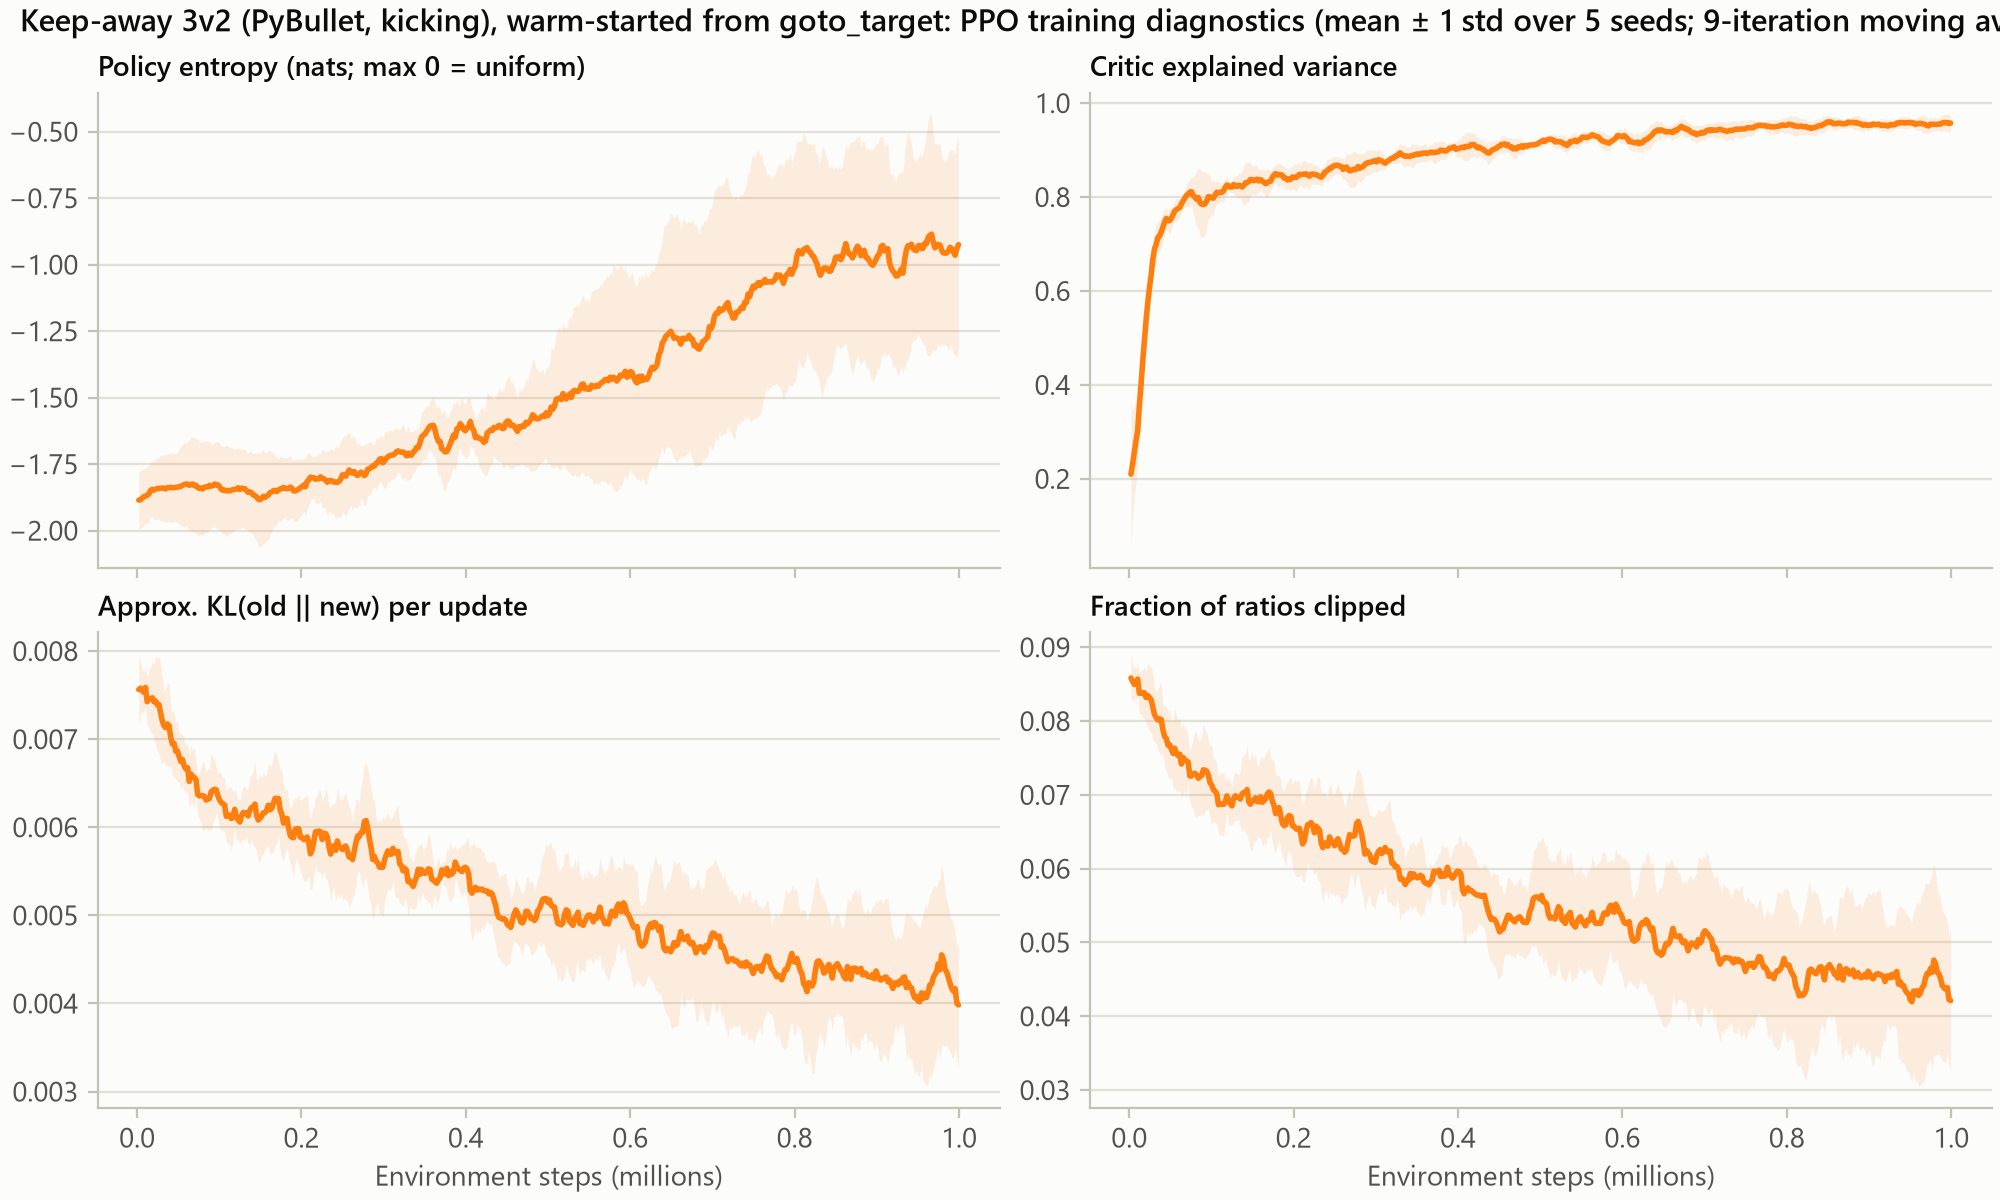 Keep-away 3v2 (PyBullet, kicking), warm-started from goto_target: PPO training diagnostics (mean ± 1 std over 5 seeds; 9-iteration moving av
Policy entropy (nats; max 0 = uniform)
−0.50
−0.75
−1.00
−1.25
−1.50
−1.75
−2.00
Critic explained variance
1.0
0.8
0.6
0.4
0.2
Approx. KL(old || new) per update
0.008
0.007
0.006
0.005
0.004
0.003
0.0 0.2 0.4 0.6 0.8 1.0
Environment steps (millions)
Fraction of ratios clipped
0.09
0.08
0.07
0.06
0.05
0.04
0.03
0.0 0.2 0.4 0.6 0.8 1.0
Environment steps (millions)